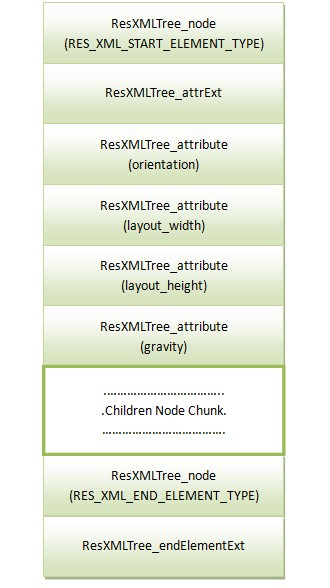 ResXMLTree_node
(RES_XML_START_ELEMENT_TYPE)
ResXMLTree_attrExt
ResXMLTree_attribute
(orientation)
ResXMLTree_attribute
(layout_width)
ResXMLTree_attribute
(layout_height)
ResXMLTree_attribute
(gravity)
................................
.Children Node Chunk.
..................................
ResXMLTree_node
(RES_XML_END_ELEMENT_TYPE)
ResXMLTree_endElementExt